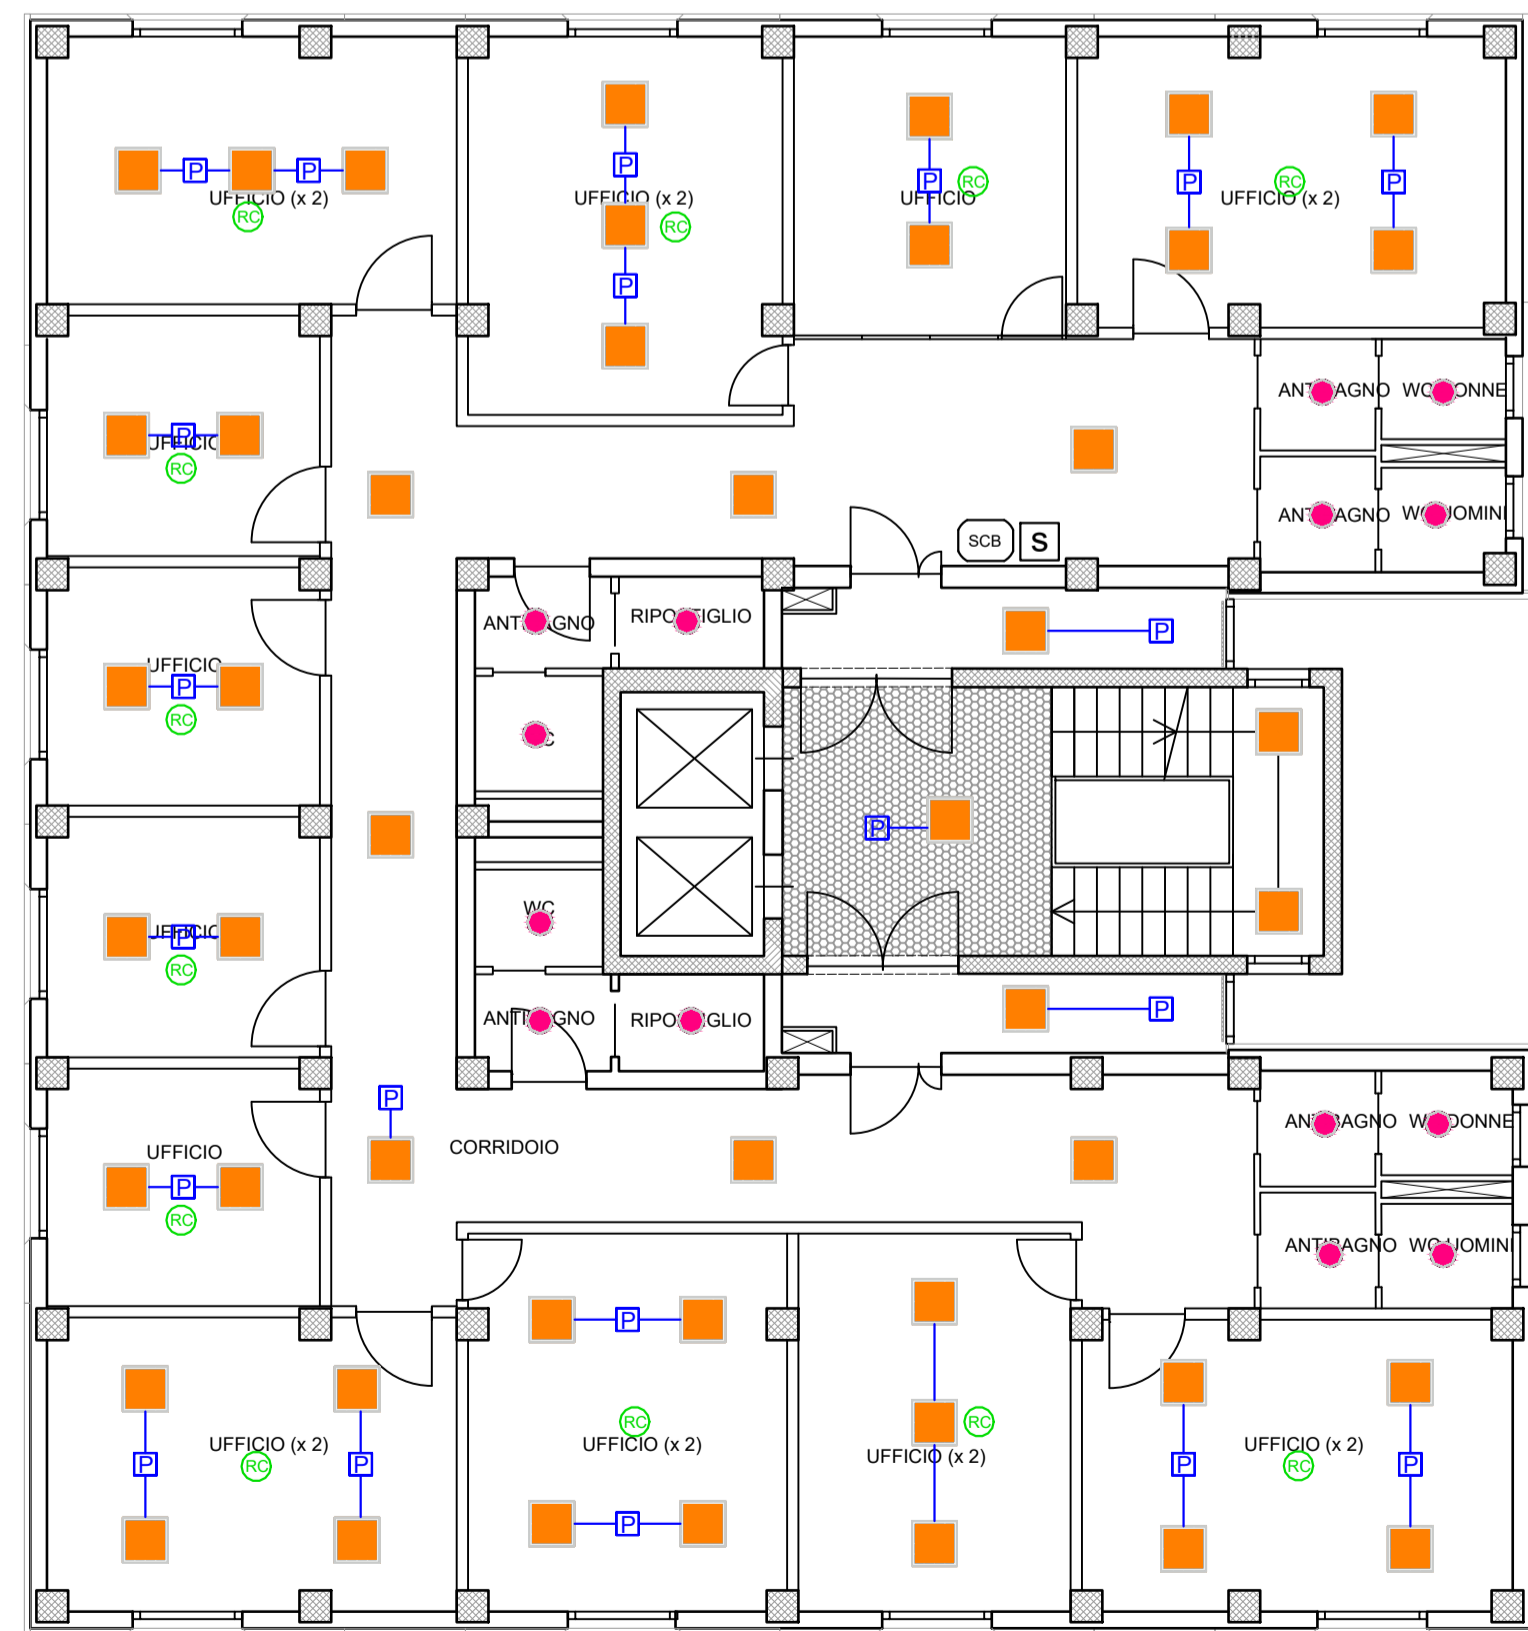 P
P
UFFICIO (x 2)
RC
P
UFFICIO (x 2)
RC
P
P
RC
UFFICIO
P
RC
P
UFFICIO (x 2)
P
UFFICIO
RC
ANTIBAGNO
WC DONNE
ANTIBAGNO
WC UOMINI
SCB
S
ANTIBAGNO
RIPOSTIGLIO
P
UFFICIO
P
RC
WC
P
WC
P
UFFICIO
RC
ANTIBAGNO
RIPOSTIGLIO
P
P
CORRIDOIO
ANTIBAGNO
WC DONNE
UFFICIO
P
RC
ANTIBAGNO
WC UOMINI
P
UFFICIO (x 2)
P
RC
P
RC
UFFICIO (x 2)
P
RC
UFFICIO (x 2)
P
UFFICIO (x 2)
P
RC